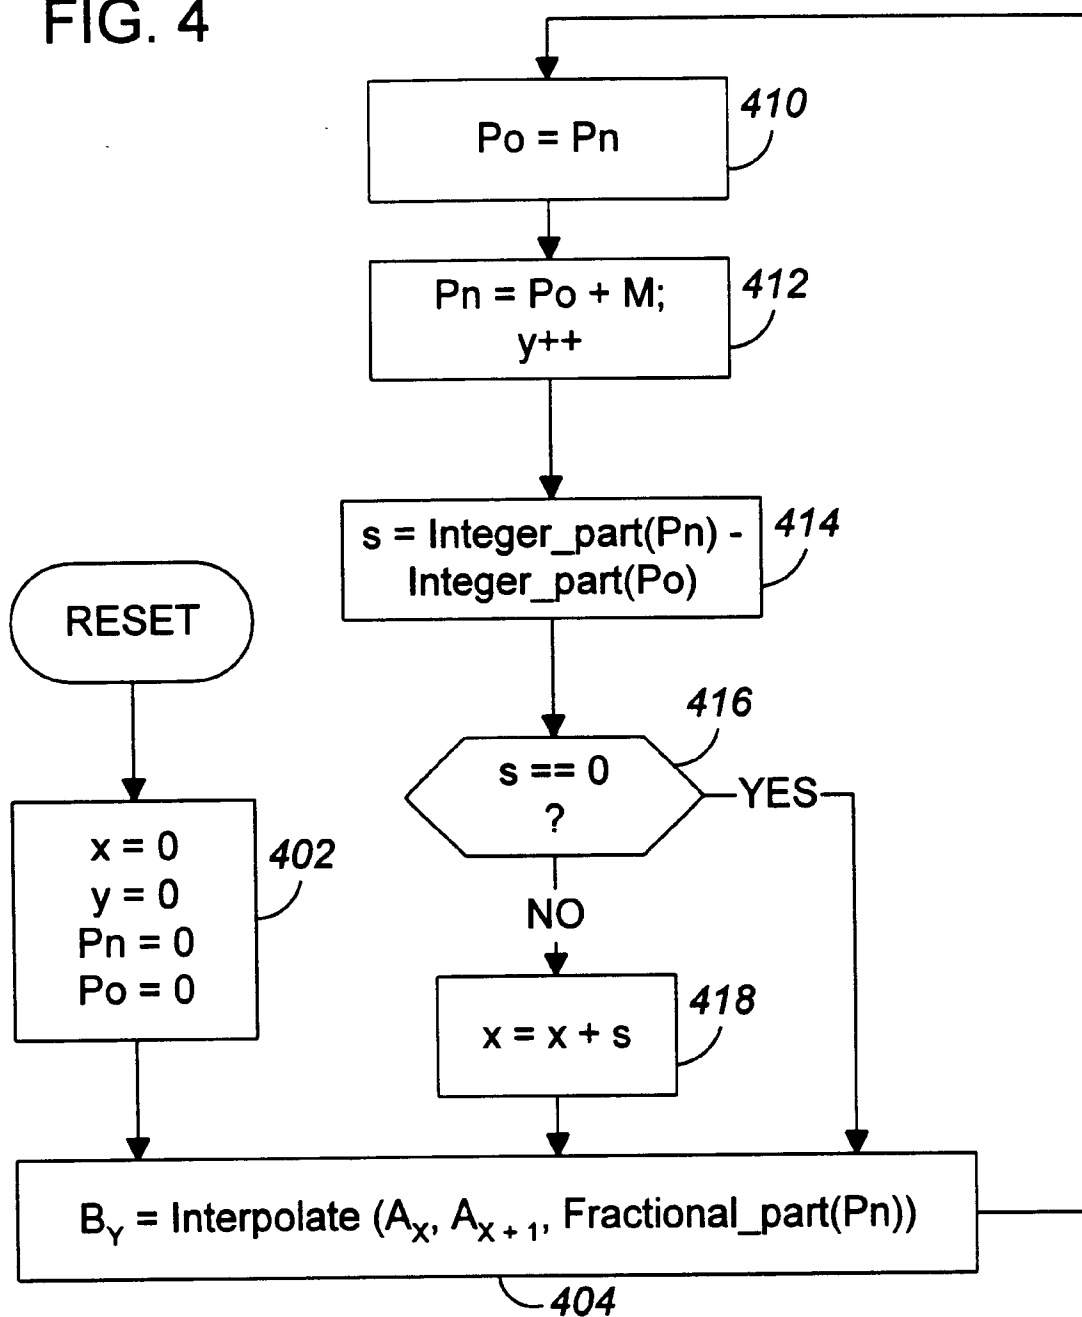 FIG. 4
Po = Pn
410
Pn = Po + M;
y++
412
s = Integer_part(Pn) -
Integer_part(Po)
414
RESET
s == 0
?
416
YES
NO
x = 0
y = 0
Pn = 0
Po = 0
402
x = x + s
418
B_Y = Interpolate (A_X, A_{X + 1}, Fractional_part(Pn))
404